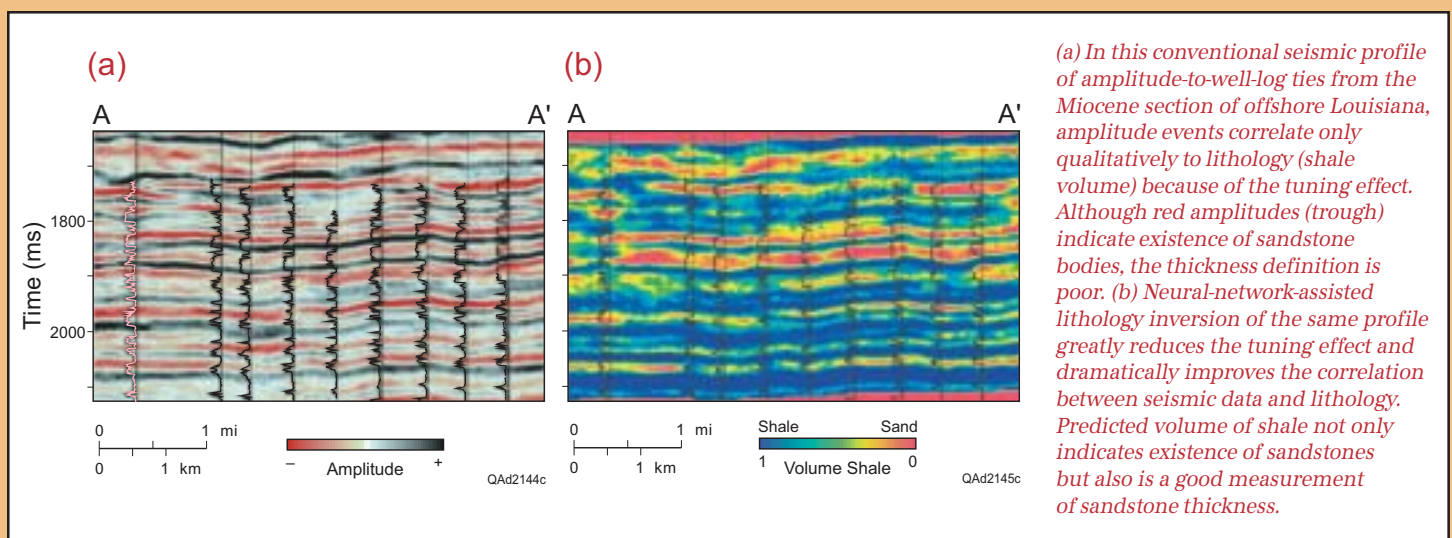 (a)
A A'
1800
2000
Time (ms)
0 1 mi
0 1 km
– Amplitude +
QAd2144c
(b)
A A'
0 1 mi
0 1 km
Shale Sand
1 Volume Shale 0
QAd2145c
(a) In this conventional seismic profile
of amplitude-to-well-log ties from the
Miocene section of offshore Louisiana,
amplitude events correlate only
qualitatively to lithology (shale
volume) because of the tuning effect.
Although red amplitudes (trough)
indicate existence of sandstone
bodies, the thickness definition is
poor. (b) Neural-network-assisted
lithology inversion of the same profile
greatly reduces the tuning effect and
dramatically improves the correlation
between seismic data and lithology.
Predicted volume of shale not only
indicates existence of sandstones
but also is a good measurement
of sandstone thickness.